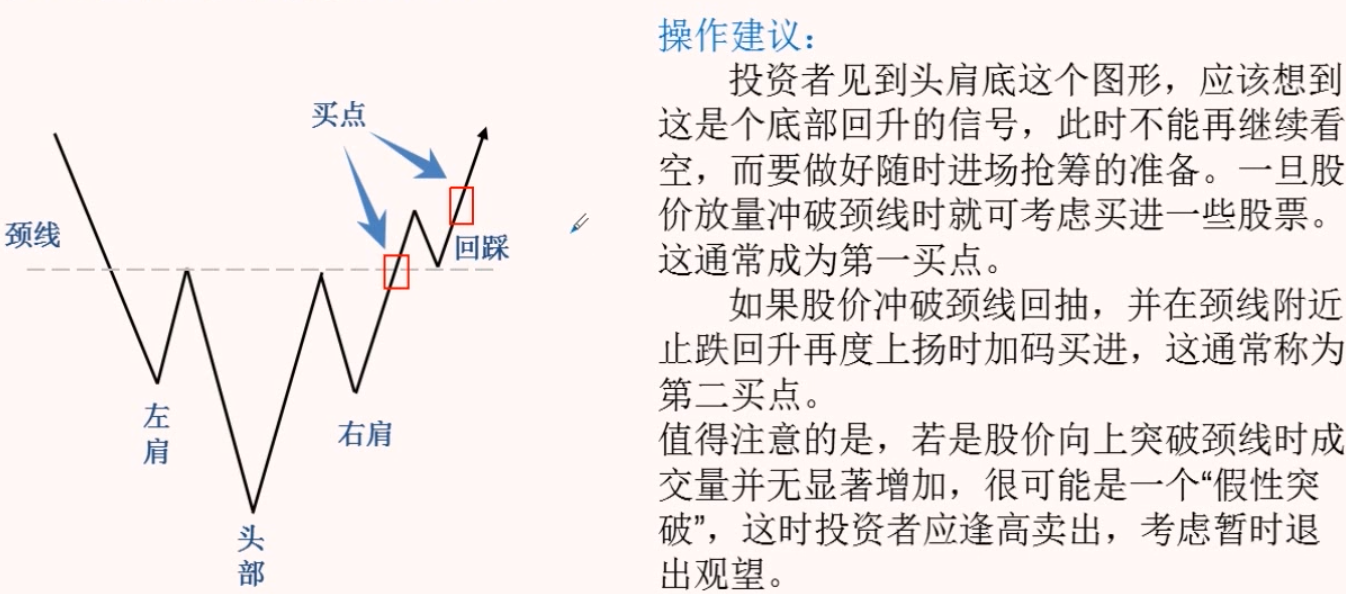 买点
颈线
回踩
左
肩
右肩
头
部
操作建议：
投资者见到头肩底这个图形，应该想到
这是个底部回升的信号，此时不能再继续看
空，而要做好随时进场抢筹的准备。一旦股
价放量冲破颈线时就可考虑买进一些股票。
这通常成为第一买点。
如果股价冲破颈线回抽，并在颈线附近
止跌回升再度上扬时加码买进，这通常称为
第二买点。
值得注意的是，若是股价向上突破颈线时成
交量并无显著增加，很可能是一个“假性突
破”，这时投资者应逢高卖出，考虑暂时退
出观望。